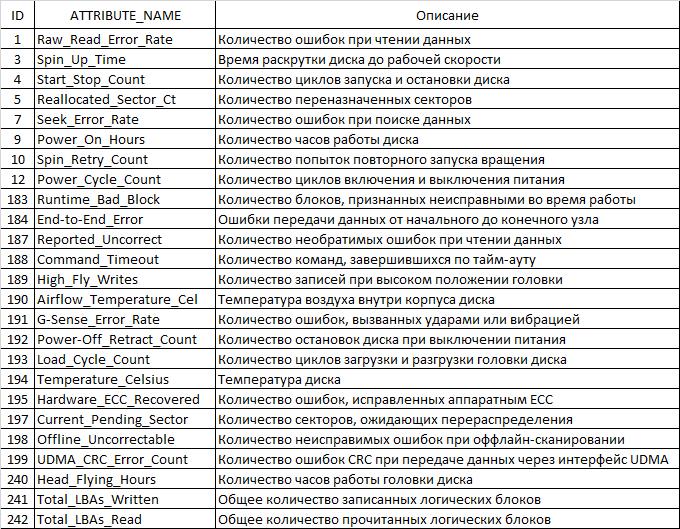 ID ATTRIBUTE_NAME Описание
1 Raw_Read_Error_Rate Количество ошибок при чтении данных
3 Spin_Up_Time Время раскрутки диска до рабочей скорости
4 Start_Stop_Count Количество циклов запуска и остановки диска
5 Reallocated_Sector_Ct Количество переназначенных секторов
7 Seek_Error_Rate Количество ошибок при поиске данных
9 Power_On_Hours Количество часов работы диска
10 Spin_Retry_Count Количество попыток повторного запуска вращения
12 Power_Cycle_Count Количество циклов включения и выключения питания
183 Runtime_Bad_Block Количество блоков, признанных неисправными во время работы
184 End-to-End_Error Ошибки передачи данных от начального до конечного узла
187 Reported_Uncorrect Количество необратимых ошибок при чтении данных
188 Command_Timeout Количество команд, завершившихся по тайм-ауту
189 High_Fly_Writes Количество записей при высоком положении головки
190 Airflow_Temperature_Cel Температура воздуха внутри корпуса диска
191 G-Sense_Error_Rate Количество ошибок, вызванных ударами или вибрацией
192 Power-Off_Retract_Count Количество остановок диска при выключении питания
193 Load_Cycle_Count Количество циклов загрузки и разгрузки головки диска
194 Temperature_Celsius Температура диска
195 Hardware_ECC_Recovered Количество ошибок, исправленных аппаратным ECC
197 Current_Pending_Sector Количество секторов, ожидающих перераспределения
198 Offline_Uncorrectable Количество неисправимых ошибок при оффлайн-сканировании
199 UDMA_CRC_Error_Count Количество ошибок CRC при передаче данных через интерфейс UDMA
240 Head_Flying_Hours Количество часов работы головки диска
241 Total_LBAs_Written Общее количество записанных логических блоков
242 Total_LBAs_Read Общее количество прочитанных логических блоков